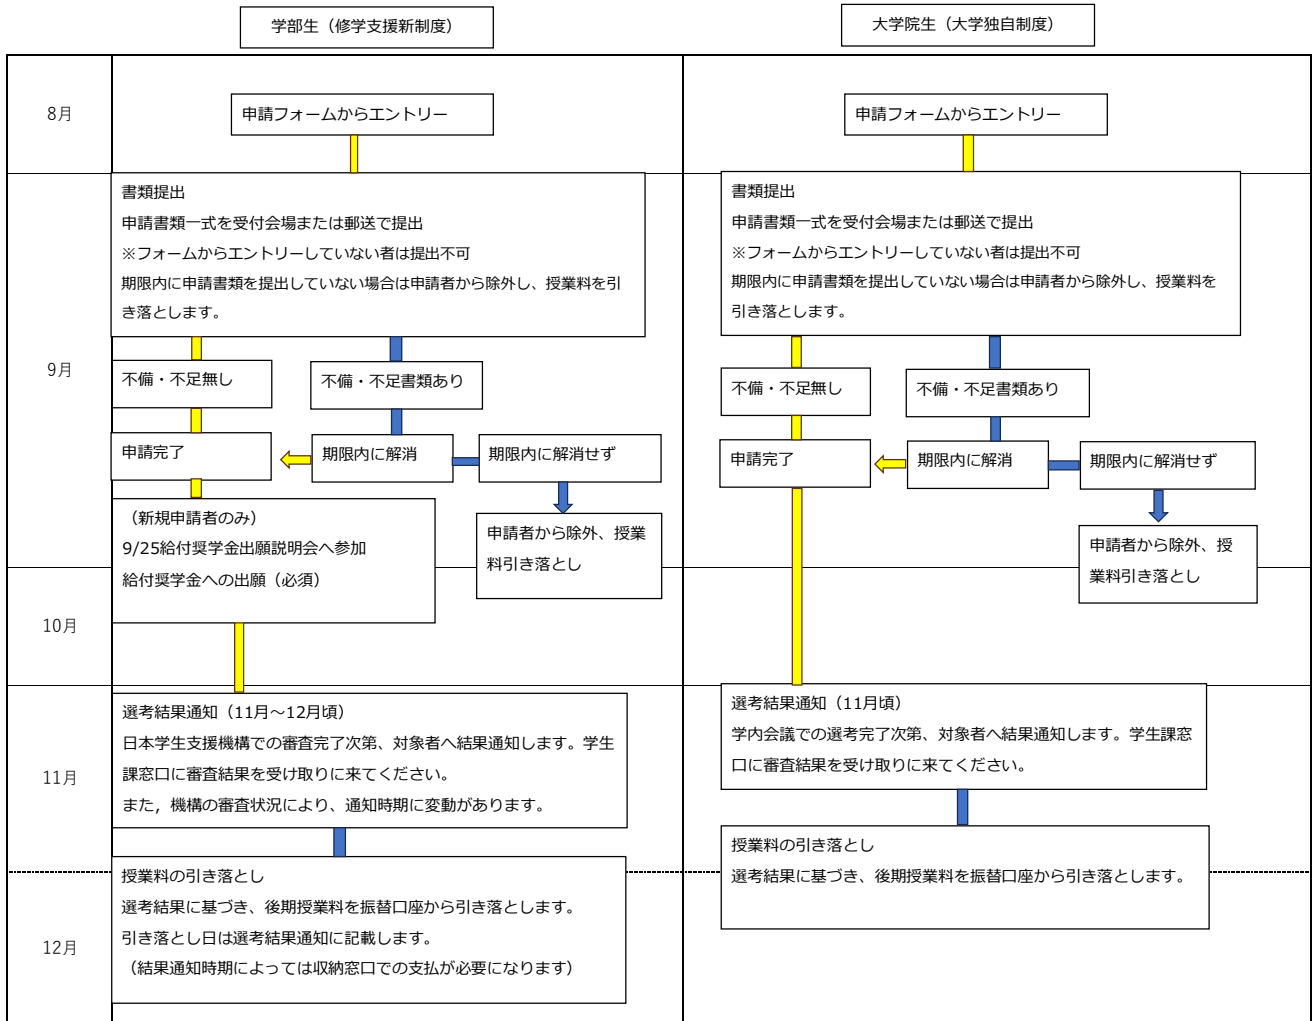 学部生（修学支援新制度）
大学院生（大学独自制度）
8月
申請フォームからエントリー
申請フォームからエントリー
9月
書類提出
申請書類一式を受付会場または郵送で提出
※フォームからエントリーしていない者は提出不可
期限内に申請書類を提出していない場合は申請者から除外し、授業料を引
き落とします。
不備・不足無し
不備・不足書類あり
申請完了
期限内に解消
期限内に解消せず
（新規申請者のみ）
9/25給付奨学金出願説明会へ参加
給付奨学金への出願（必須）
申請者から除外、授業
料引き落とし
書類提出
申請書類一式を受付会場または郵送で提出
※フォームからエントリーしていない者は提出不可
期限内に申請書類を提出していない場合は申請者から除外し、授業料を
引き落とします。
不備・不足無し
不備・不足書類あり
申請完了
期限内に解消
期限内に解消せず
申請者から除外、授
業料引き落とし
10月
11月
選考結果通知（11月～12月頃）
日本学生支援機構での審査完了次第、対象者へ結果通知します。学生
課窓口に審査結果を受け取りに来てください。
また，機構の審査状況により、通知時期に変動があります。
選考結果通知（11月頃）
学内会議での選考完了次第、対象者へ結果通知します。学生課窓
口に審査結果を受け取りに来てください。
12月
授業料の引き落とし
選考結果に基づき、後期授業料を振替口座から引き落とします。
引き落とし日は選考結果通知に記載します。
（結果通知時期によっては収納窓口での支払が必要になります）
授業料の引き落とし
選考結果に基づき、後期授業料を振替口座から引き落とします。